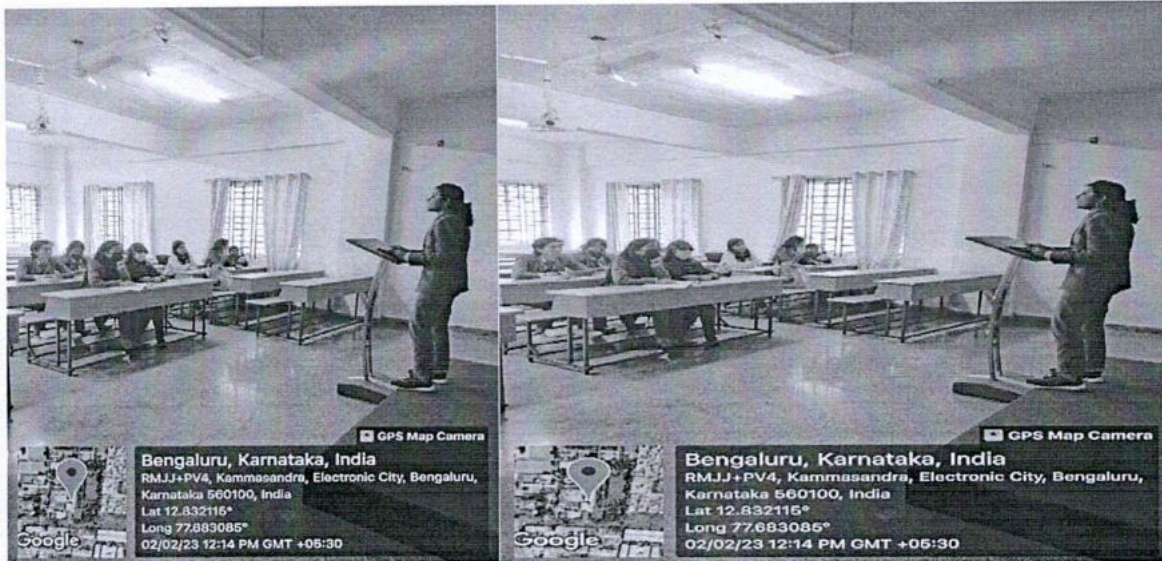 GPS Map Camera
Bengaluru, Karnataka, India
RMJJ+PV4, Kammasandra, Electronic City, Bengaluru,
Karnataka 560100, India
Lat 12.832115°
Long 77.683085°
02/02/23 12:14 PM GMT +05:30
Google
GPS Map Camera
Bengaluru, Karnataka, India
RMJJ+PV4, Kammasandra, Electronic City, Bengaluru,
Karnataka 560100, India
Lat 12.832115°
Long 77.683085°
02/02/23 12:14 PM GMT +05:30
Google